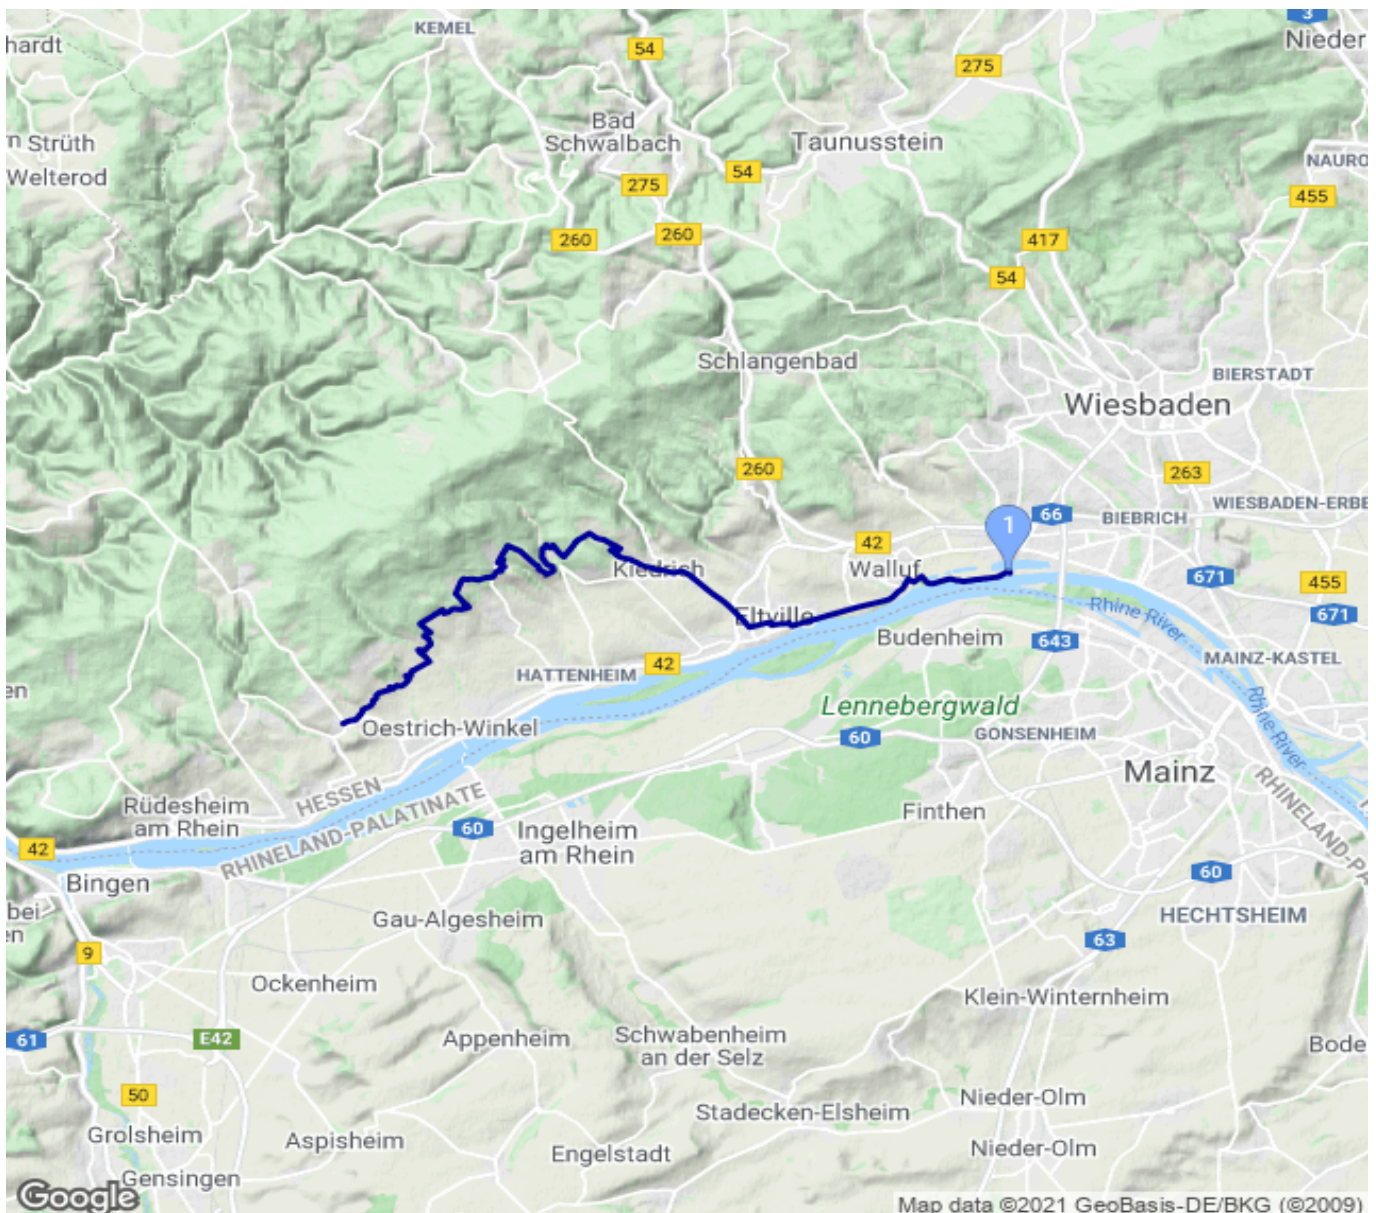 3
hardt
KEMEL
54
Nieder
275
Bad
Schwalbach
Taunusstein
Strüth
NAURO
Welterod
54
275
455
260
260
417
54
Schlangenbad
BIERSTADT
Wiesbaden
260
263
WIESBADEN-ERBE
1
66
BIEBRICH
42
Walluf
Kiedrich
671
455
Eltville
Rhine River
671
Budenheim
643
42
MAINZ-KASTEL
HATTENHEIM
en
Lennebergwald
Rhine-River
Oestrich-Winkel
60
GONSENHEIM
Mainz
HESSEN
RHINELAND-PALATINATE
RHINELAND-PA
Rüdesheim
am Rhein
Finthen
60
Ingelheim
am Rhein
42
Bingen
60
bei
en
Gau-Algesheim
HECHTSHEIM
63
9
Ockenheim
Klein-Winternheim
61
E42
Appenheim
Schwabenheim
an der Selz
Bode
50
Nieder-Olm
Stadecken-Elsheim
Grolsheim
Aspisheim
Engelstadt
Nieder-Olm
Gensingen
Google
Map data ©2021 GeoBasis-DE/BKG (©2009)